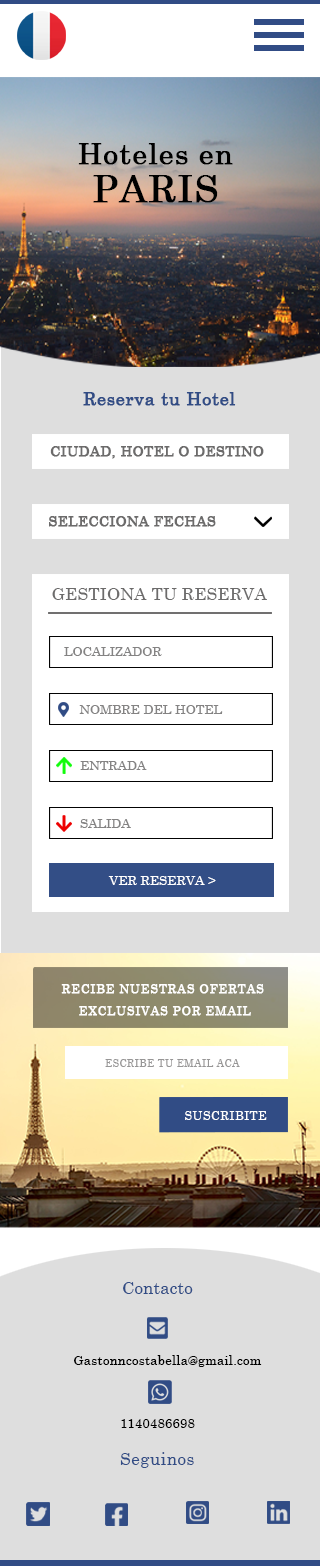 Hoteles en
PARIS
Reserva tu Hotel
CIUDAD, HOTEL O DESTINO
SELECCIONA FECHAS
GESTIONA TU RESERVA
LOCALIZADOR
NOMBRE DEL HOTEL
ENTRADA
SALIDA
VER RESERVA >
RECIBE NUESTRAS OFERTAS
EXCLUSIVAS POR EMAIL
ESCRIBE TU EMAIL ACA
SUSCRIBITE
Contacto
Gastonncostabella@gmail.com
1140486698
Seguinos